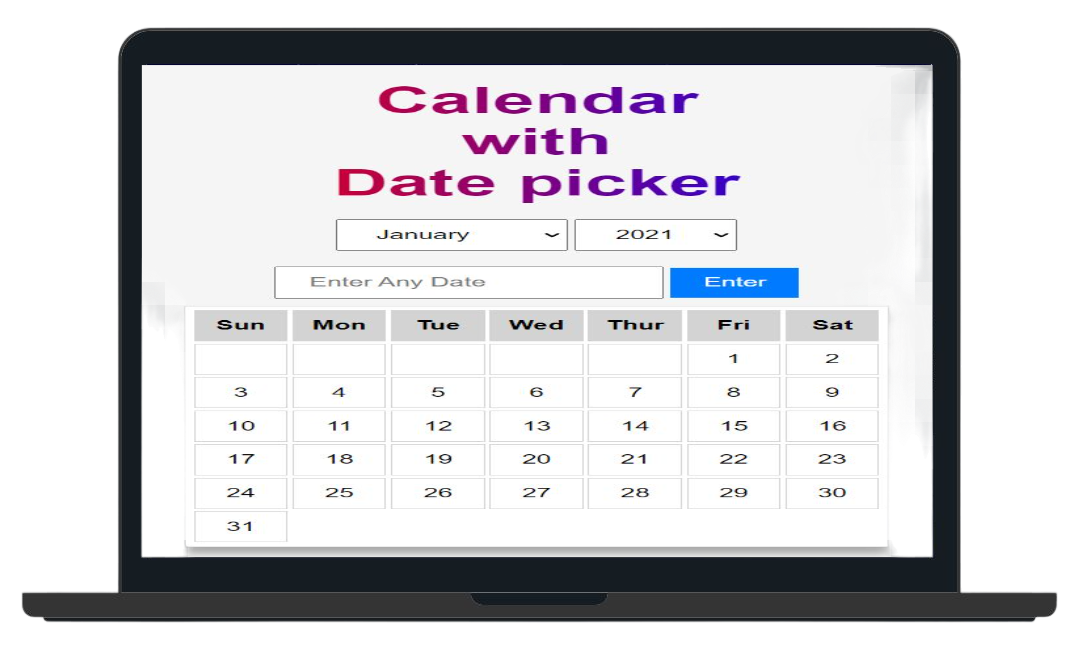 Calendar
with
Date picker
January 2021
Enter Any Date Enter
Sun Mon Tue Wed Thur Fri Sat
1 2
3 4 5 6 7 8 9
10 11 12 13 14 15 16
17 18 19 20 21 22 23
24 25 26 27 28 29 30
31